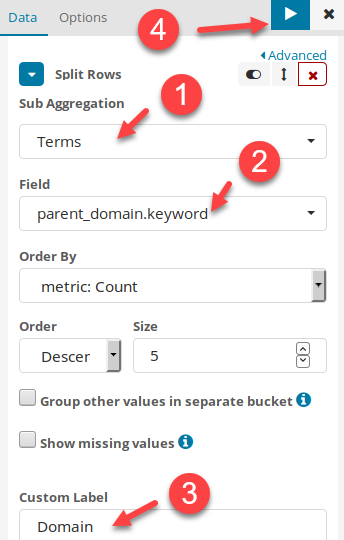 Data Options
4
Advanced
Split Rows
Sub Aggregation
1
Terms
2
Field
parent_domain.keyword
Order By
metric: Count
Order Size
Descer 5
Group other values in separate bucket
Show missing values
3
Custom Label
Domain